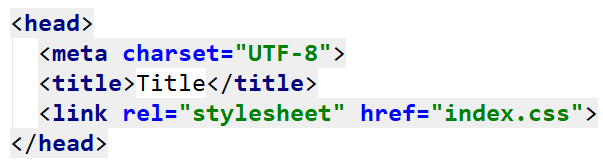 <head>
<meta charset="UTF-8">
<title>Title</title>
<link rel="stylesheet" href="index.css">
</head>